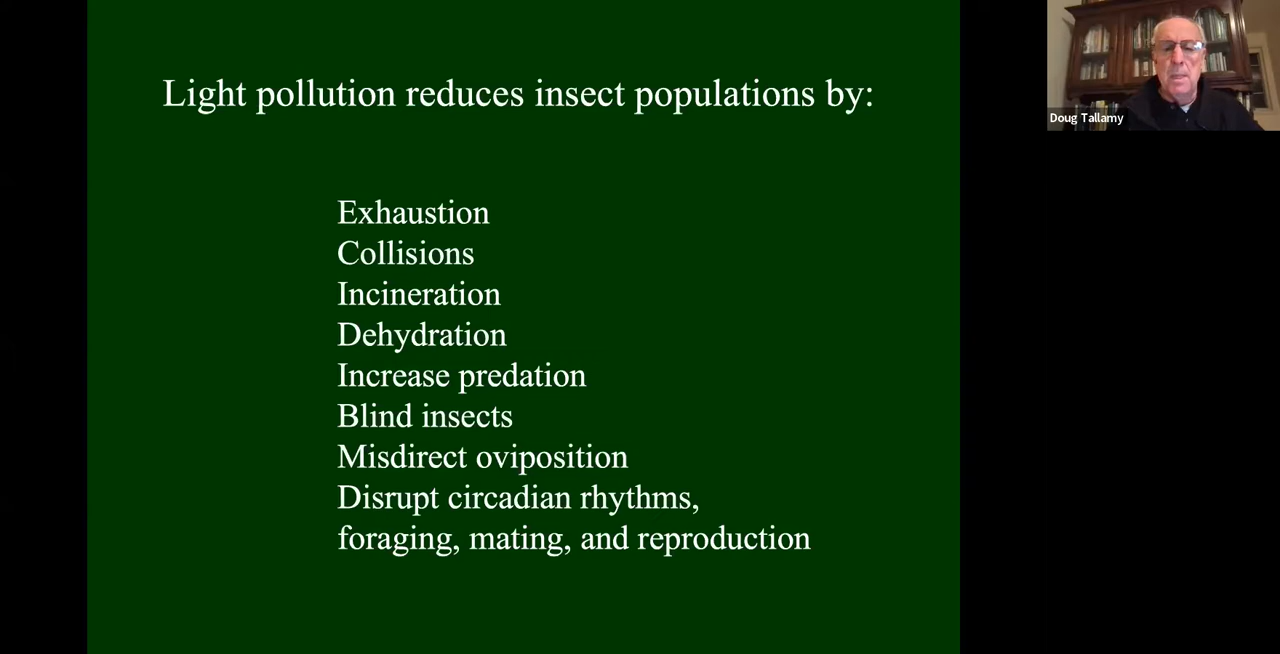 Light pollution reduces insect populations by:
Exhaustion
Collisions
Incineration
Dehydration
Increase predation
Blind insects
Misdirect oviposition
Disrupt circadian rhythms,
foraging, mating, and reproduction
Doug Tallamy